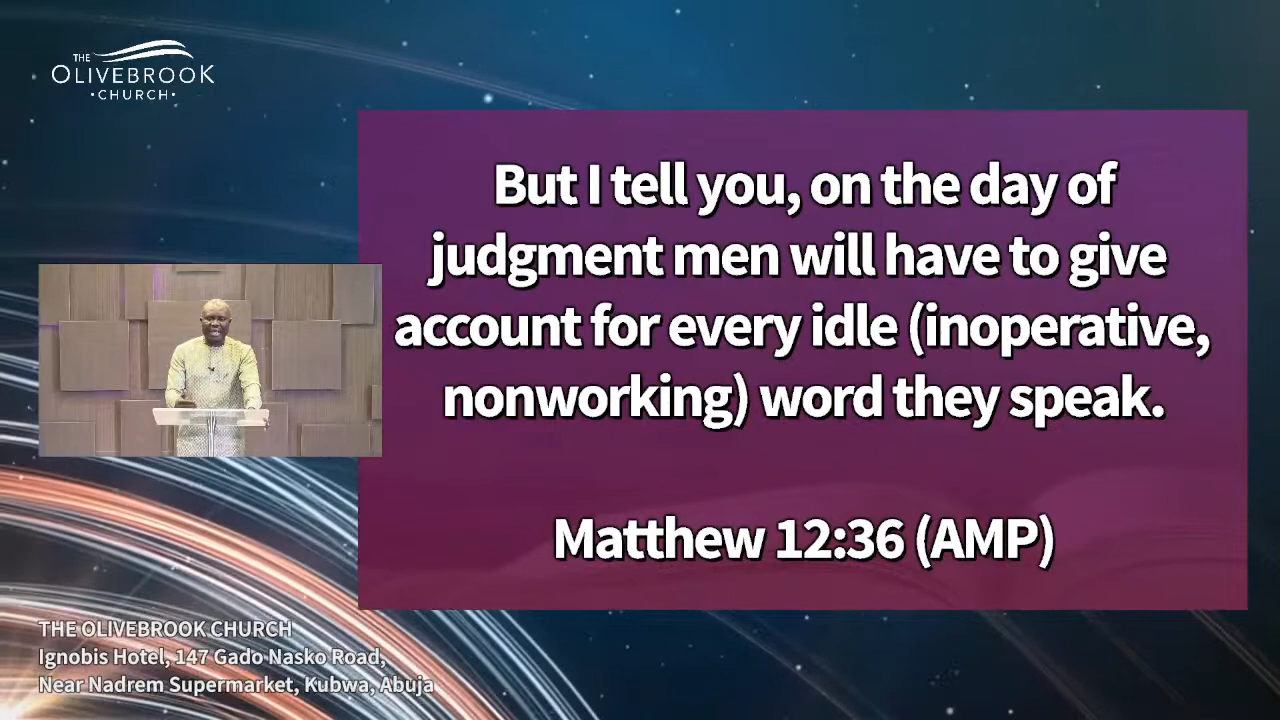 THE
OLIVEBROOK
•CHURCH•
But I tell you, on the day of
judgment men will have to give
account for every idle (inoperative,
nonworking) word they speak.
Matthew 12:36 (AMP)
THE OLIVEBROOK CHURCH
Ignobis Hotel, 147 Gado Nasko Road,
Near Nadrem Supermarket, Kubwa, Abuja